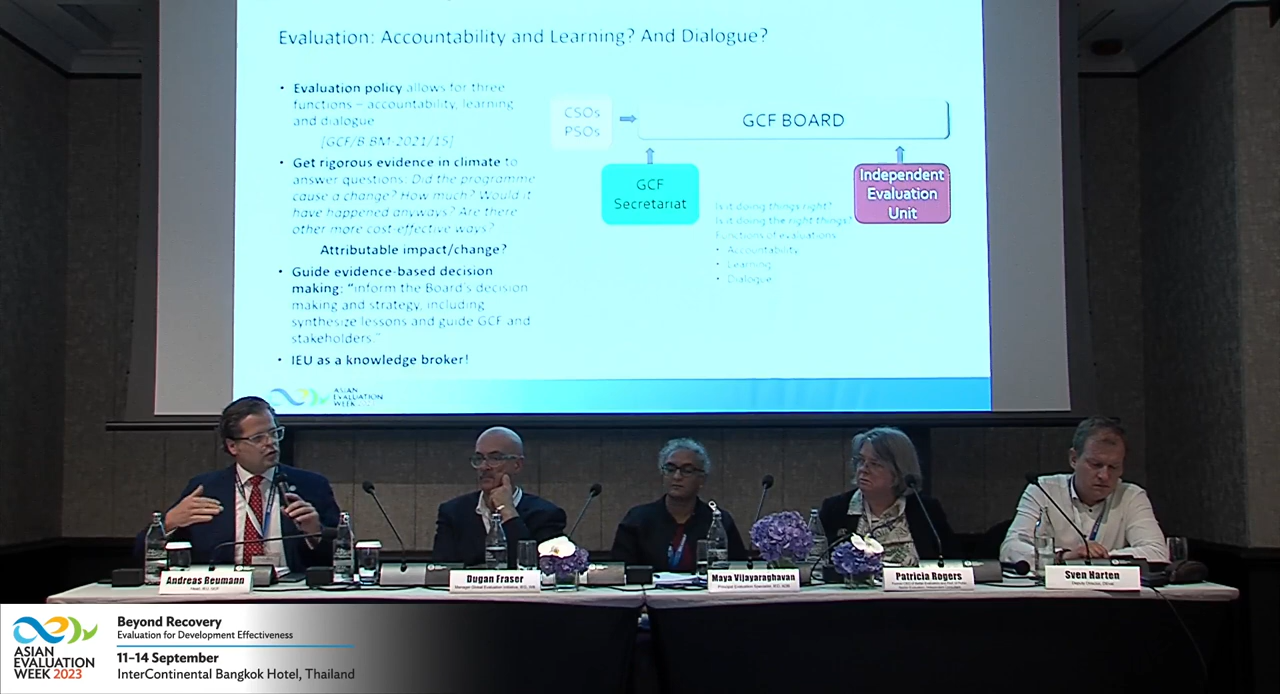 Evaluation: Accountability and Learning? And Dialogue?
• Evaluation policy allows for three
functions – accountability, learning
and dialogue
[GCF/B.BM-2021/15]
• Get rigorous evidence in climate to
answer questions: Did the programme
cause a change? How much? Would it
have happened anyways? Are there
other more cost-effective ways?
Attributable impact/change?
• Guide evidence-based decision
making: "inform the Board's decision
making and strategy, including
synthesize lessons and guide GCF and
stakeholders."
• IEU as a knowledge broker!
CSOs
PSOs
GCF BOARD
GCF
Secretariat
Independent
Evaluation
Unit
Is it doing things right?
Is it doing the right things?
Functions of evaluations
• Accountability
• Learning
• Dialogue
ASIAN
EVALUATION
WEEK 2023
Andreas Reumann
Head, IEU, GCF
Dugan Fraser
Maya Vijayaraghavan
Patricia Rogers
Sven Harten
ASIAN
EVALUATION
WEEK 2023
Beyond Recovery
Evaluation for Development Effectiveness
11–14 September
InterContinental Bangkok Hotel, Thailand